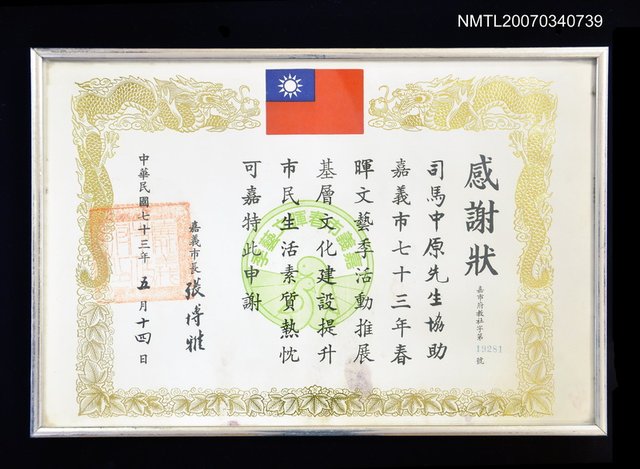 NMTL20070340739
感謝狀
嘉市府教社字第19281號
司馬中原先生協助
嘉義市七十三年春
暉文藝季活動推展
基層文化建設提升
市民生活素質熱忱
可嘉特此申謝
嘉義市長 張博雅
中華民國七十三年五月十四日